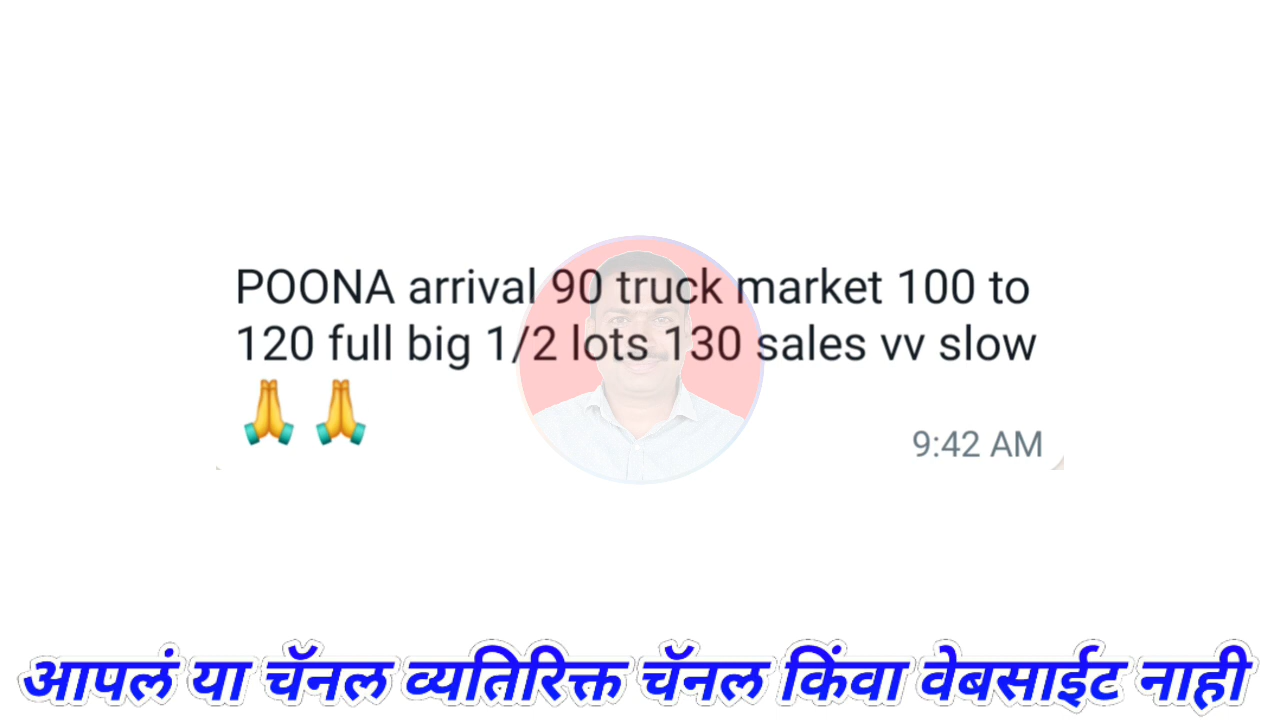 POONA arrival 90 truck market 100 to
120 full big 1/2 lots 130 sales vv slow
🙏 🙏
9:42 AM
आपलं या चॅनल व्यतिरिक्त चॅनल किंवा वेबसाईट नाही